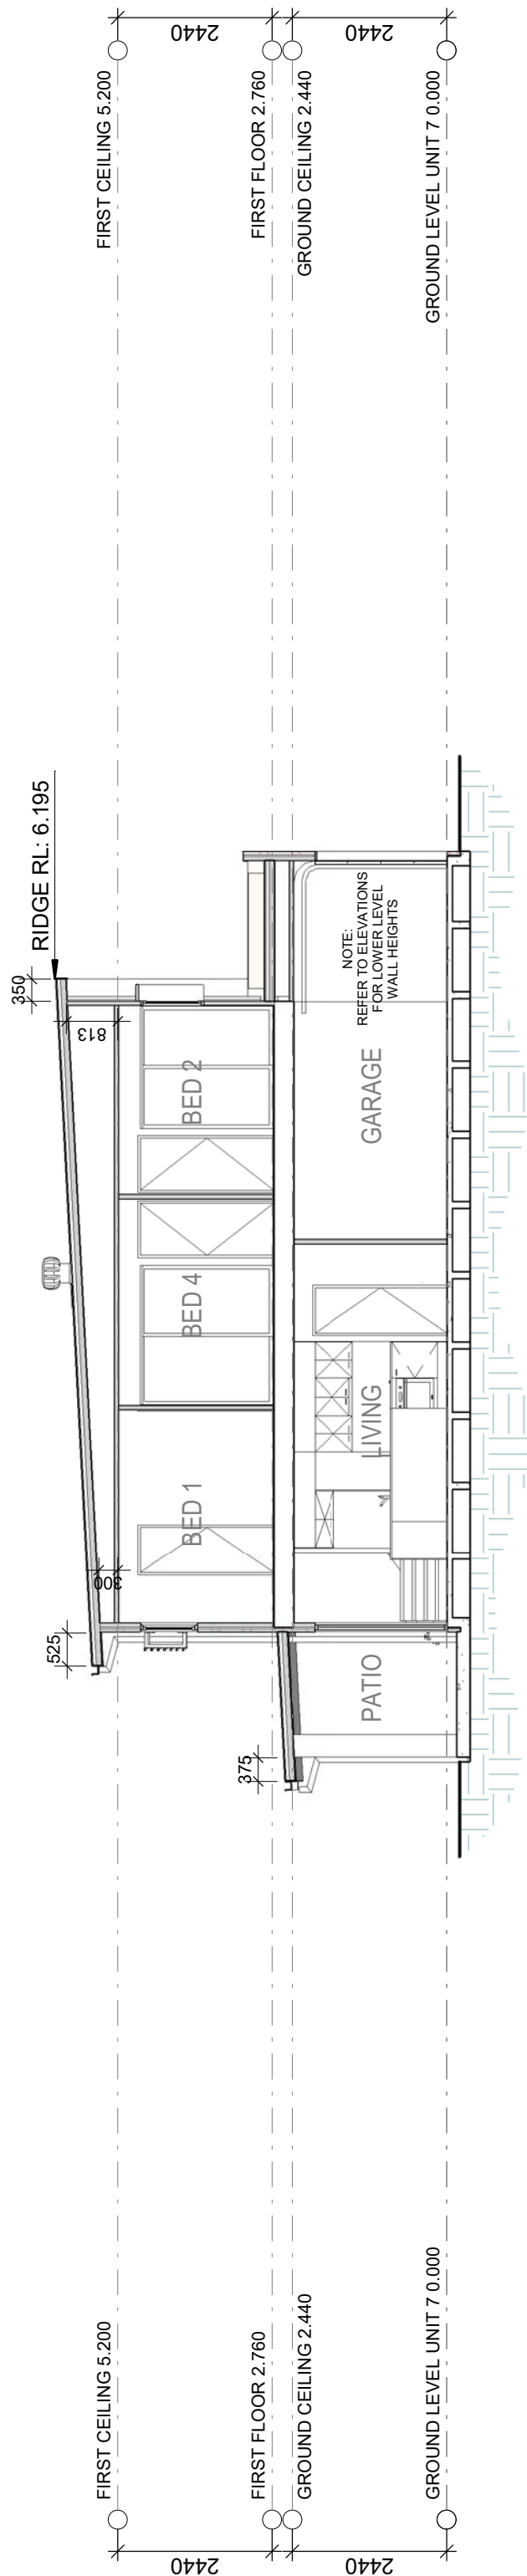 RIDGE RL: 6.195
350
813
525
300
375
FIRST CEILING 5.200
FIRST CEILING 5.200
2440
2440
BED 1
BED 4
BED 2
FIRST FLOOR 2.760
FIRST FLOOR 2.760
GROUND CEILING 2.440
GROUND CEILING 2.440
2440
2440
PATIO
LIVING
GARAGE
NOTE:
REFER TO ELEVATIONS
FOR LOWER LEVEL
WALL HEIGHTS
GROUND LEVEL UNIT 7 0.000
GROUND LEVEL UNIT 7 0.000